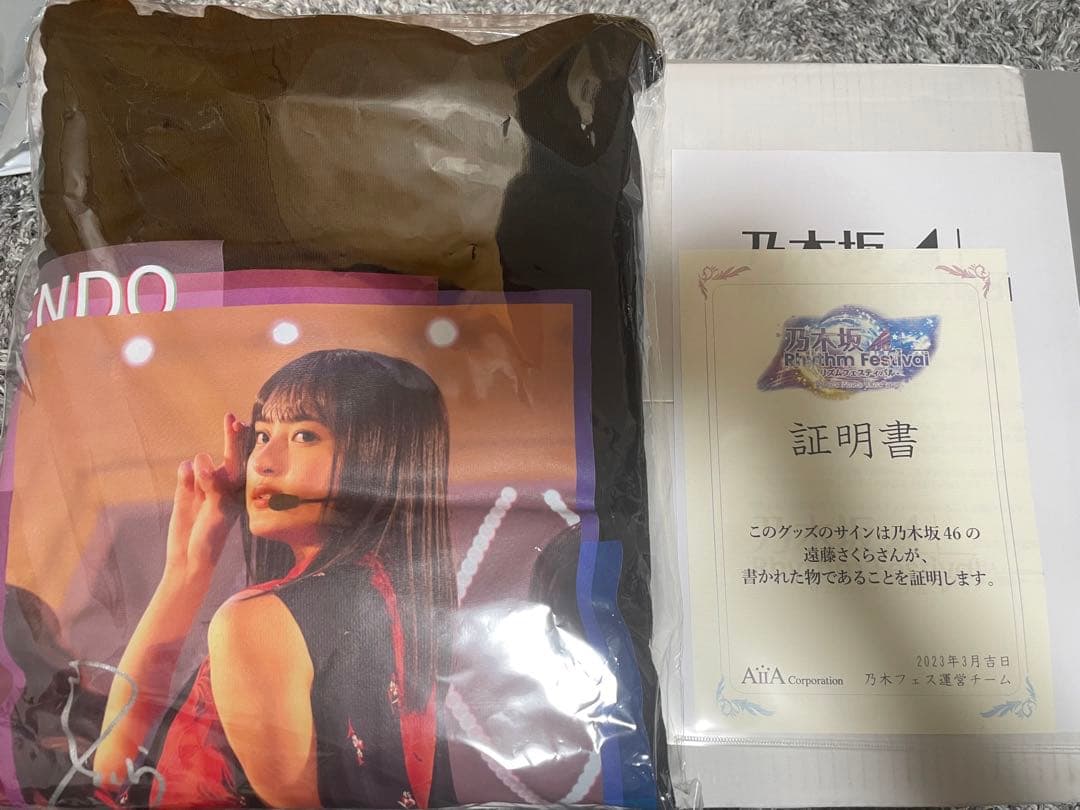 ENDO
乃木坂4
乃木坂4
Rhythm Festival
リズムフェスティバル
証明書
このグッズのサインは乃木坂46の
遠藤さくらさんが、
書かれた物であることを証明します。
2023年3月吉日
AiiA Corporation 乃木フェス運営チーム